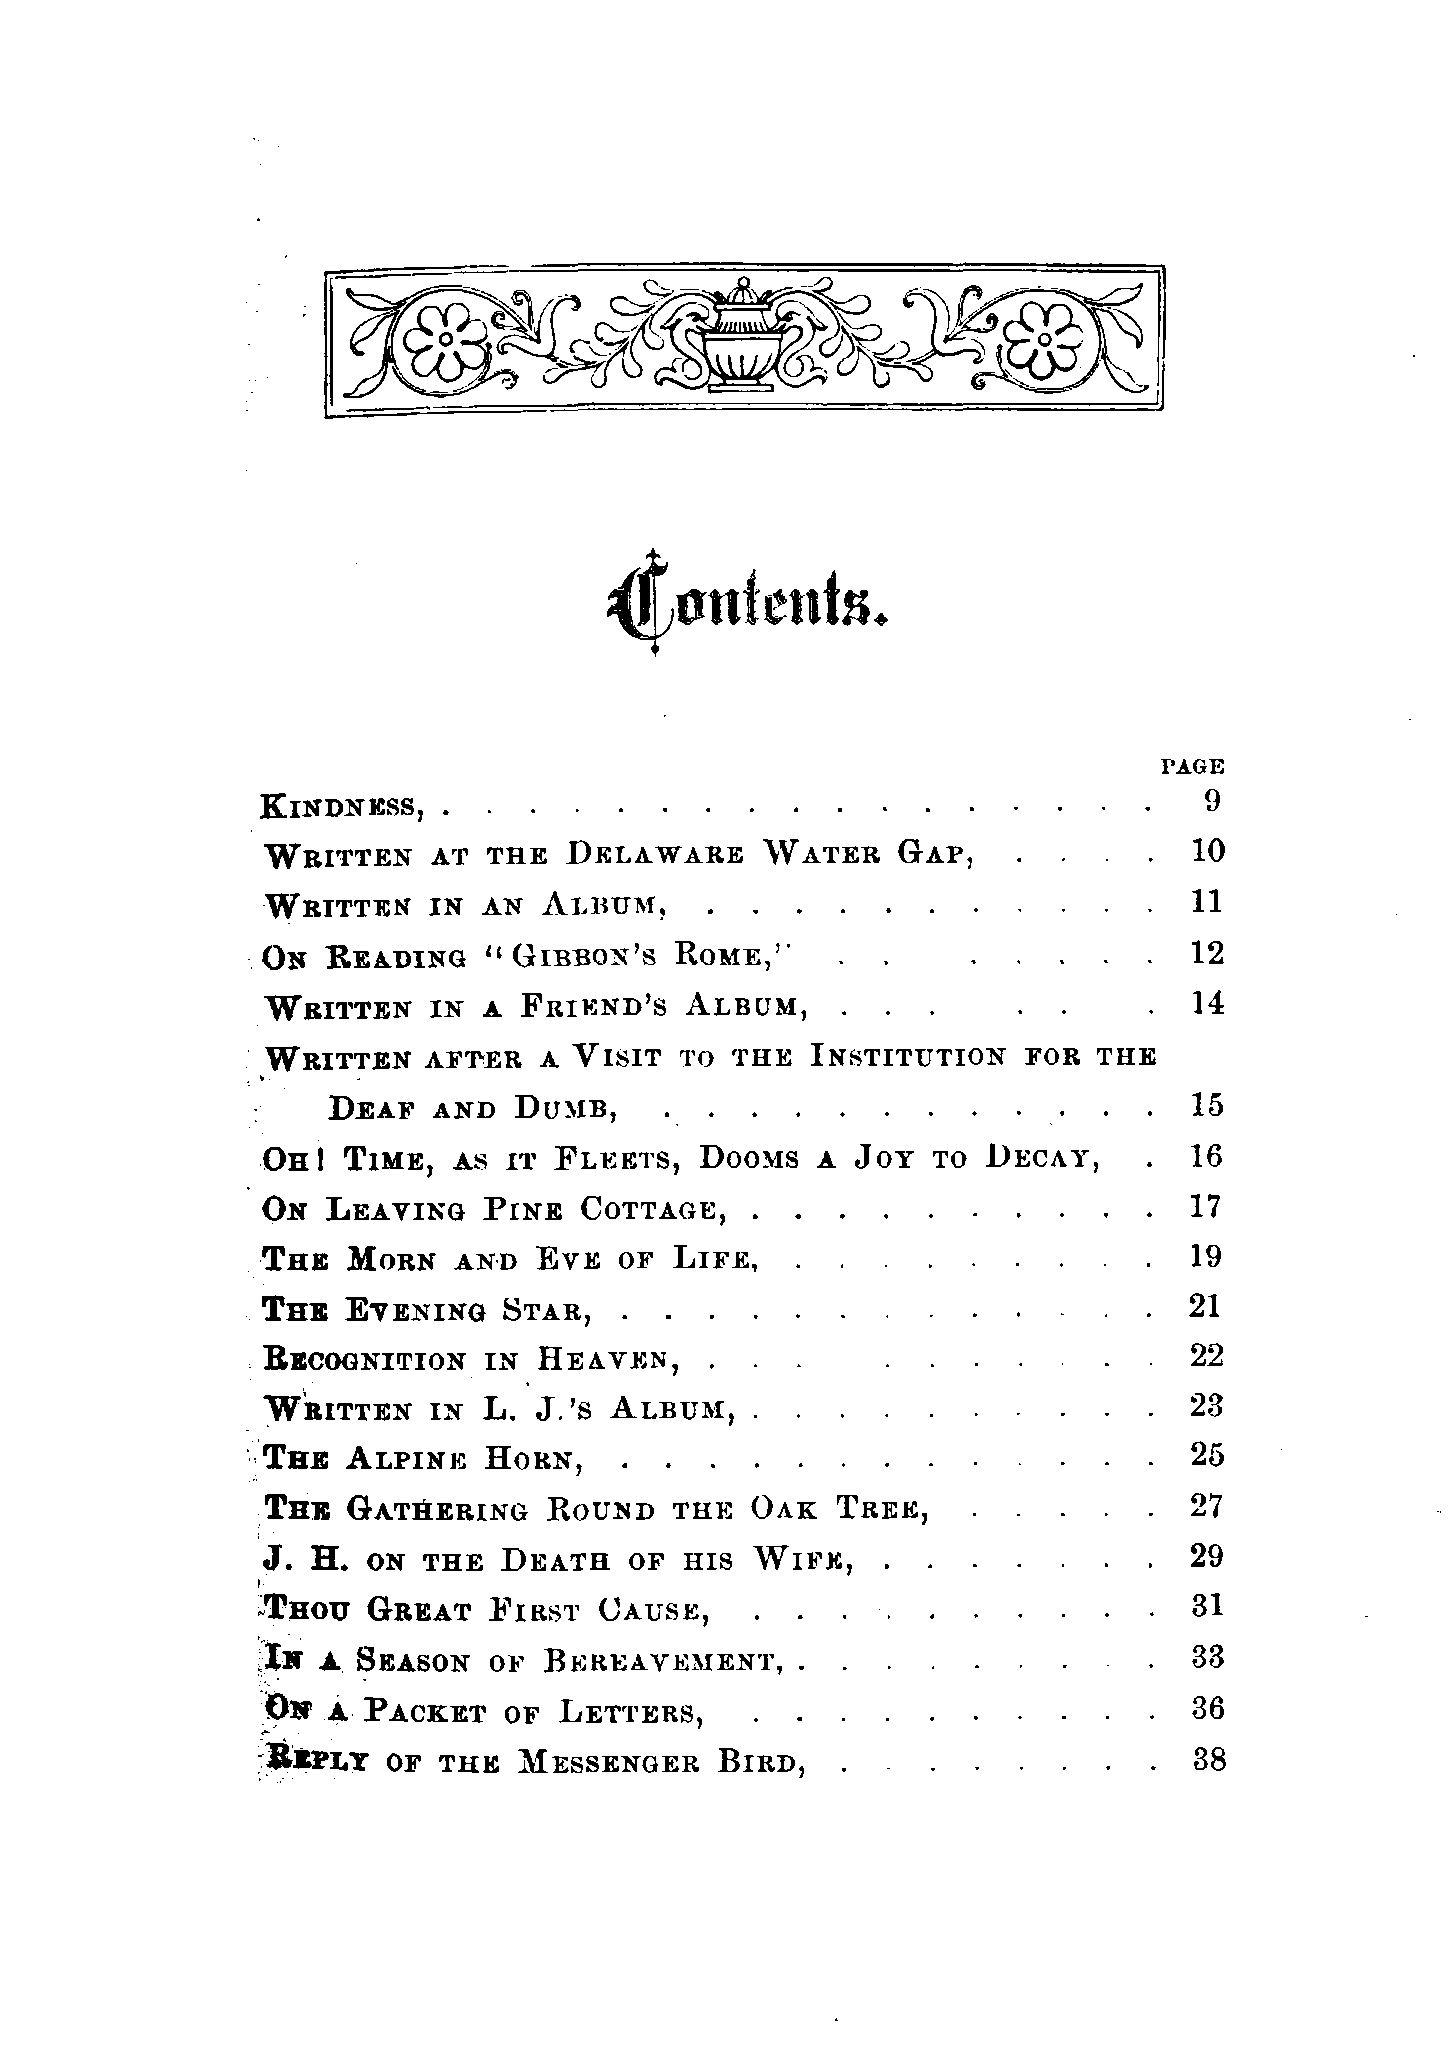 Contents.
PAGE
KINDNESS, . . . . . . . . . . . . . . . . . 9
WRITTEN AT THE DELAWARE WATER GAP, . . . . 10
WRITTEN IN AN ALBUM, . . . . . . . . . . . 11
ON READING “GIBBON’S ROME,” . . . . . . . 12
WRITTEN IN A FRIEND’S ALBUM, . . . . . . 14
WRITTEN AFTER A VISIT TO THE INSTITUTION FOR THE
DEAF AND DUMB, . . . . . . . . . . . . 15
OH! TIME, AS IT FLEETS, DOOMS A JOY TO DECAY, . 16
ON LEAVING PINE COTTAGE, . . . . . . . . . . 17
THE MORN AND EVE OF LIFE, . . . . . . . . . 19
THE EVENING STAR, . . . . . . . . . . . . . 21
RECOGNITION IN HEAVEN, . . . . . . . . . . 22
WRITTEN IN L. J.’S ALBUM, . . . . . . . . . . 23
THE ALPINE HORN, . . . . . . . . . . . . . 25
THE GATHERING ROUND THE OAK TREE, . . . . . 27
J. H. ON THE DEATH OF HIS WIFE, . . . . . . . 29
THOU GREAT FIRST CAUSE, . . . . . . . . . . 31
IN A SEASON OF BEREAVEMENT, . . . . . . . . 33
ON A PACKET OF LETTERS, . . . . . . . . . . 36
REPLY OF THE MESSENGER BIRD, . . . . . . . . 38